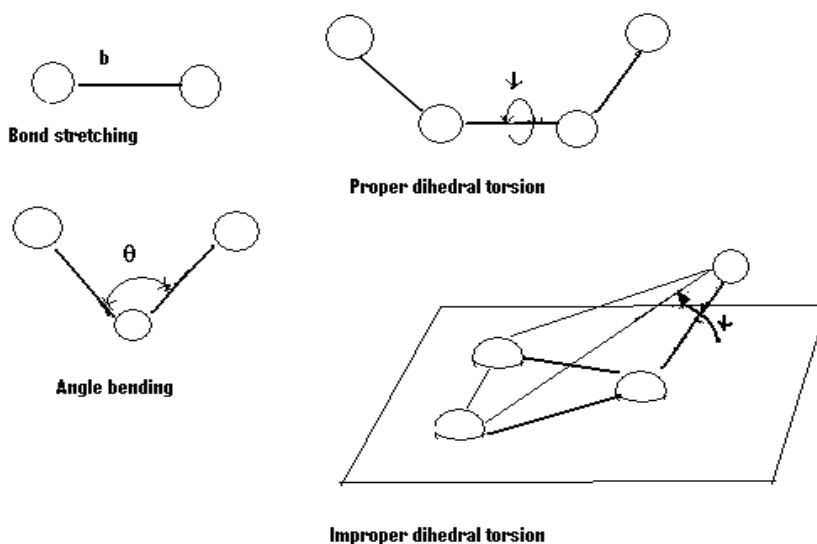 b
Bond stretching
Proper dihedral torsion
θ
Angle bending
Improper dihedral torsion